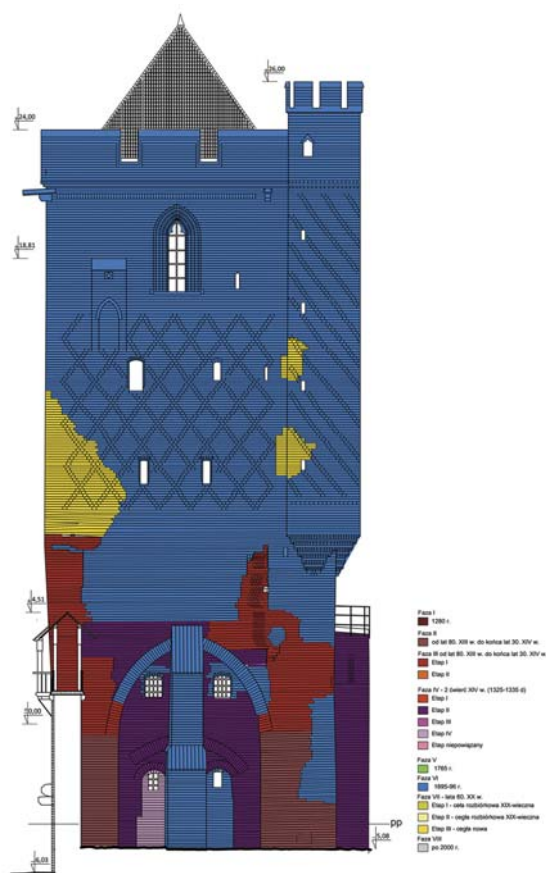 26,00
24,00
18,81
4,51
0,00
pp
5,08
6,03
Faza I
1280 r.
Faza II
od lat 80. XIII w. do końca lat 30. XIV w.
Faza III od lat 80. XIII w. do końca lat 30. XIV w.
Etap I
Etap II
Faza IV - 2 ćwierć XIV w. (1325-1335 d)
Etap I
Etap II
Etap III
Etap IV
Etap niepowiązany
Faza V
1765 r.
Faza VI
1895-96 r.
Faza VII - lata 60. XX w.
Etap I - cela rozbiórkowa XIX-wieczna
Etap II - cegła rozbiórkowa XIX-wieczna
Etap III - cegła nowa
Faza VIII
po 2000 r.